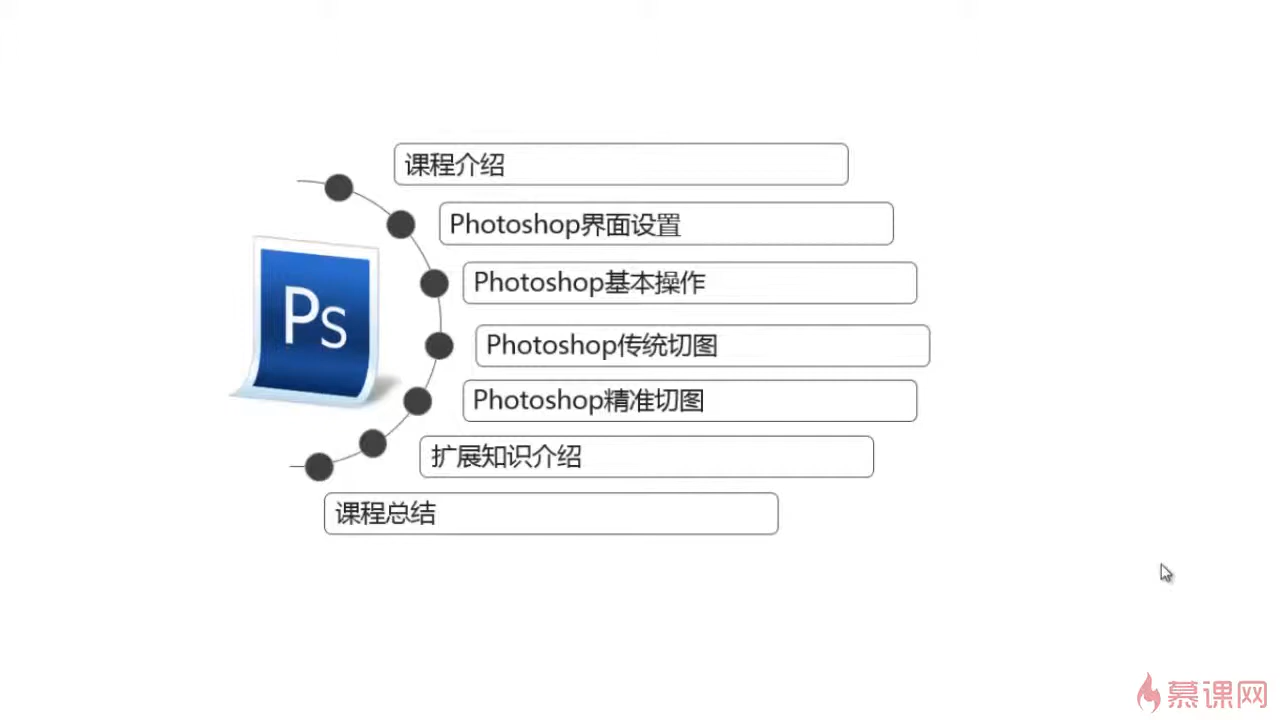 课程介绍
Photoshop界面设置
Photoshop基本操作
Ps
Photoshop传统切图
Photoshop精准切图
扩展知识介绍
课程总结
慕课网